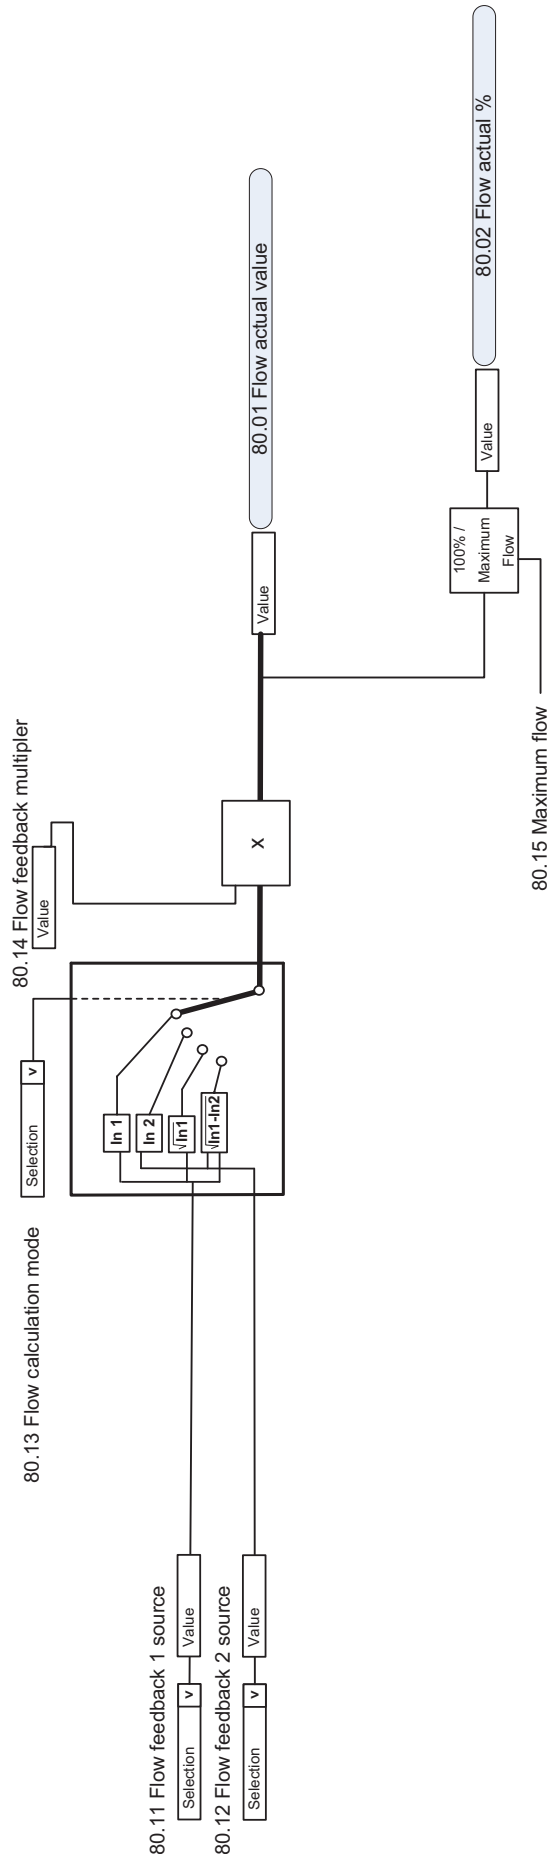 80.11 Flow feedback 1 source
Selection
v
Value
80.12 Flow feedback 2 source
Selection
v
Value
80.13 Flow calculation mode
Selection
v
In 1
In 2
√In1
√In1-In2
80.14 Flow feedback multipler
Value
X
Value
80.01 Flow actual value
80.15 Maximum flow
100% /
Maximum
Flow
Value
80.02 Flow actual %